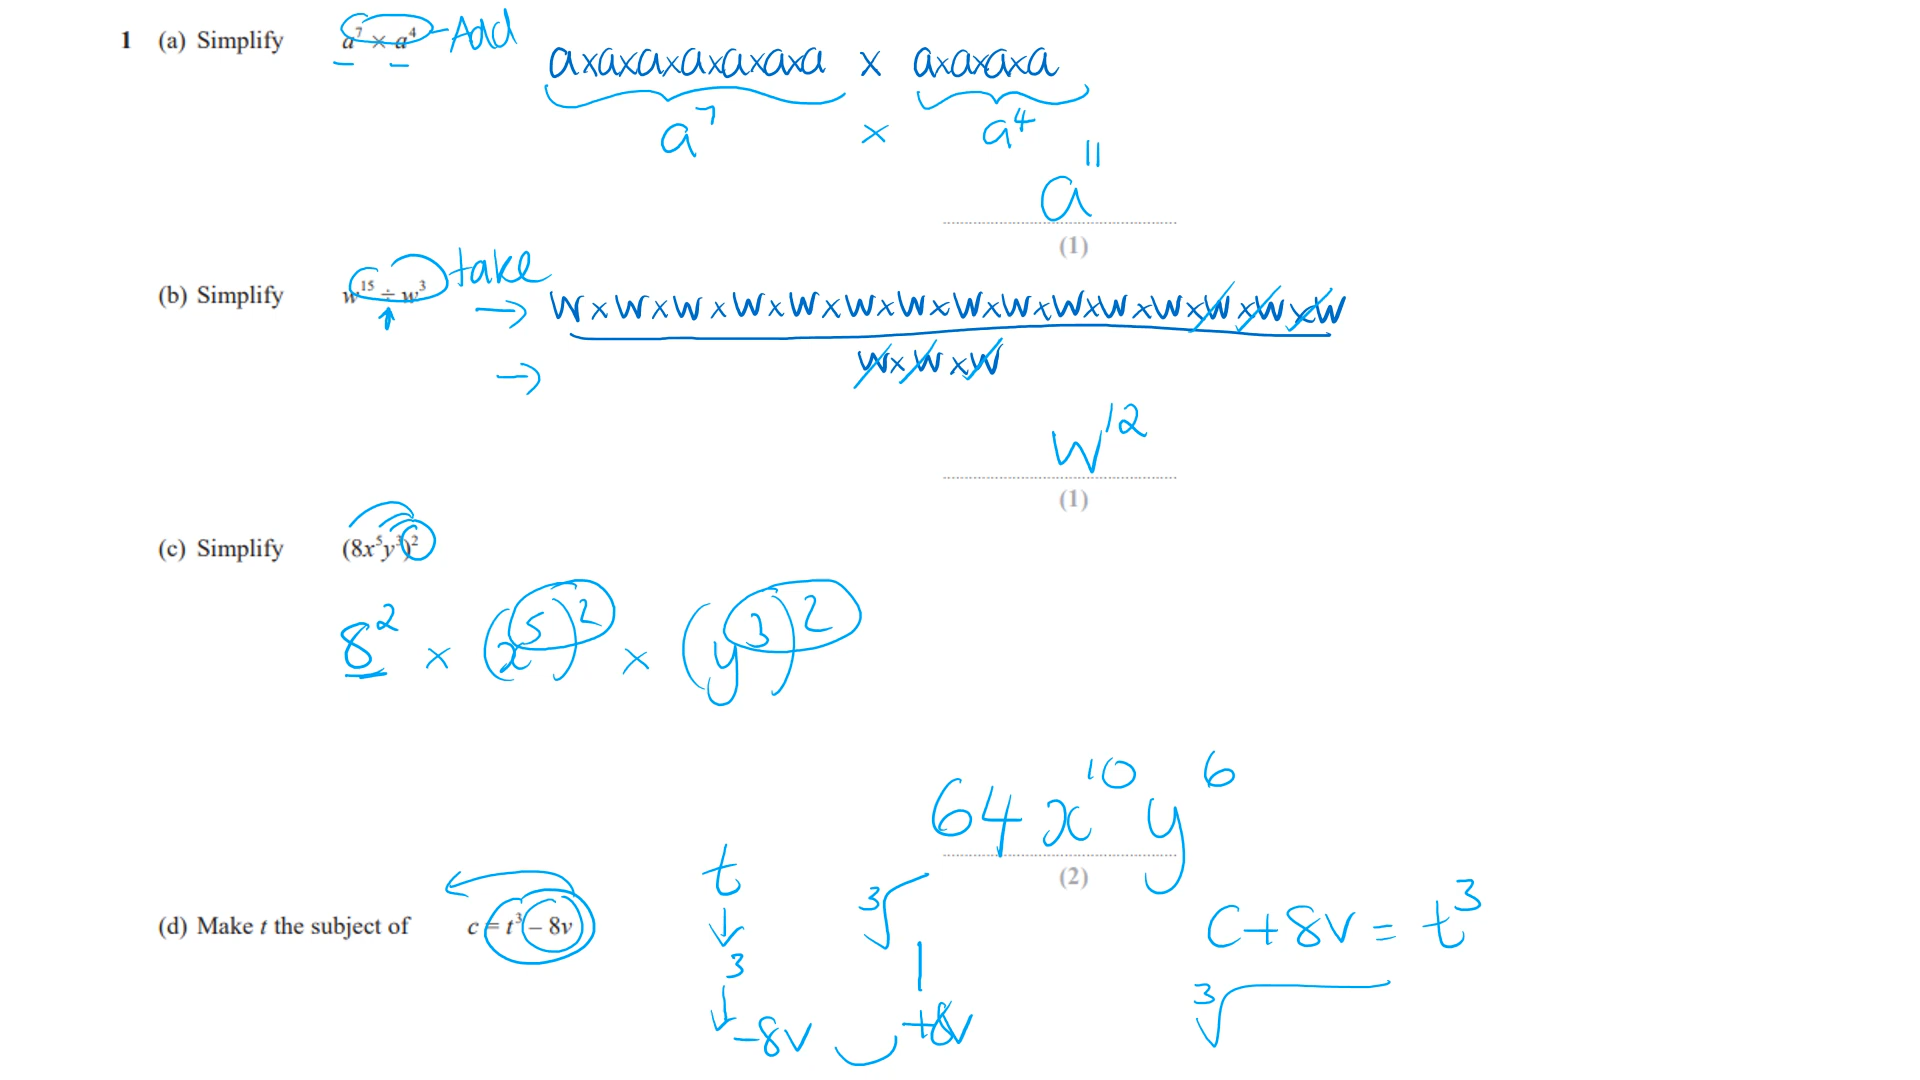 1 (a) Simplify a⁷ × a⁴ Add
a×a×a×a×a×a×a × a×a×a×a
a⁷ × a⁴
a¹¹
(1)
(b) Simplify w¹⁵ ÷ w³ take
→ w×w×w×w×w×w×w×w×w×w×w×w×w×w×w
→ w×w×w
w¹²
(1)
(c) Simplify (8x⁵y³)²
8² × (x⁵)² × (y³)²
64x¹⁰y⁶
(2)
(d) Make t the subject of c = t³ – 8v
t
↓
3
↓
-8v
∛
+8v
c+8v = t³
∛